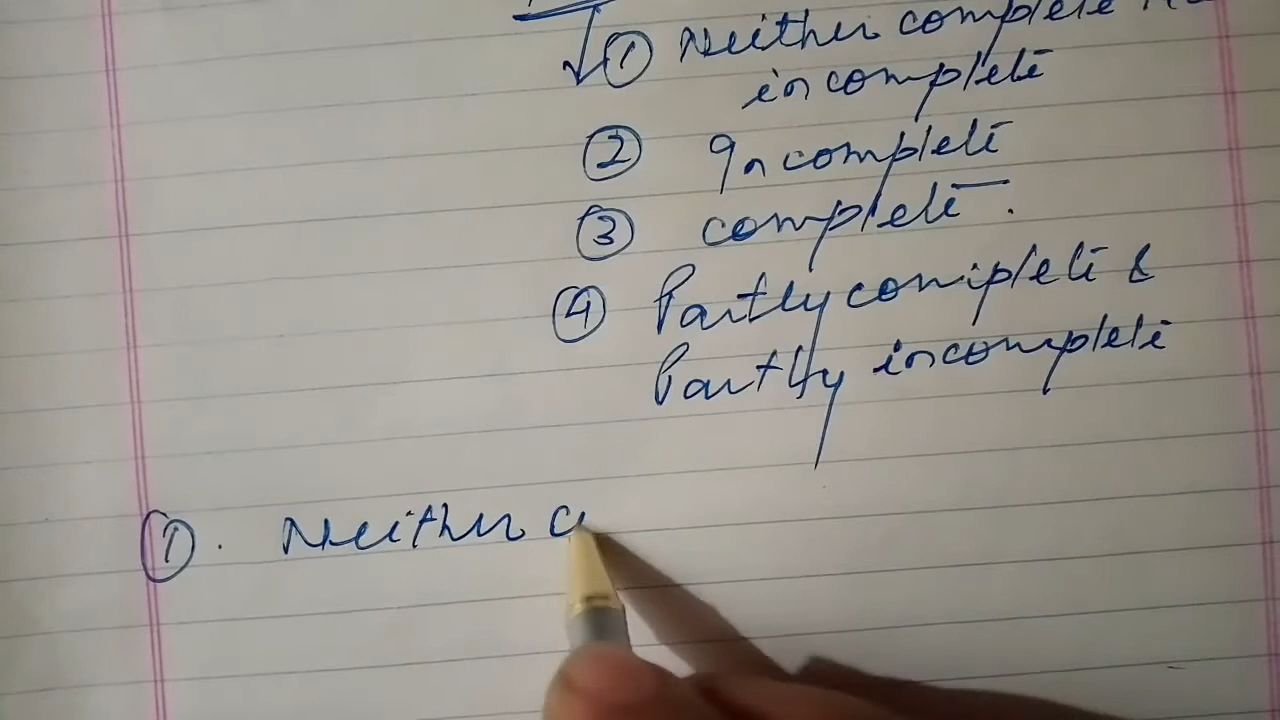 ① Neither complete
incomplete
② Incomplete
③ complete.
④ Partly complete &
Partly incomplete
①. Neither c